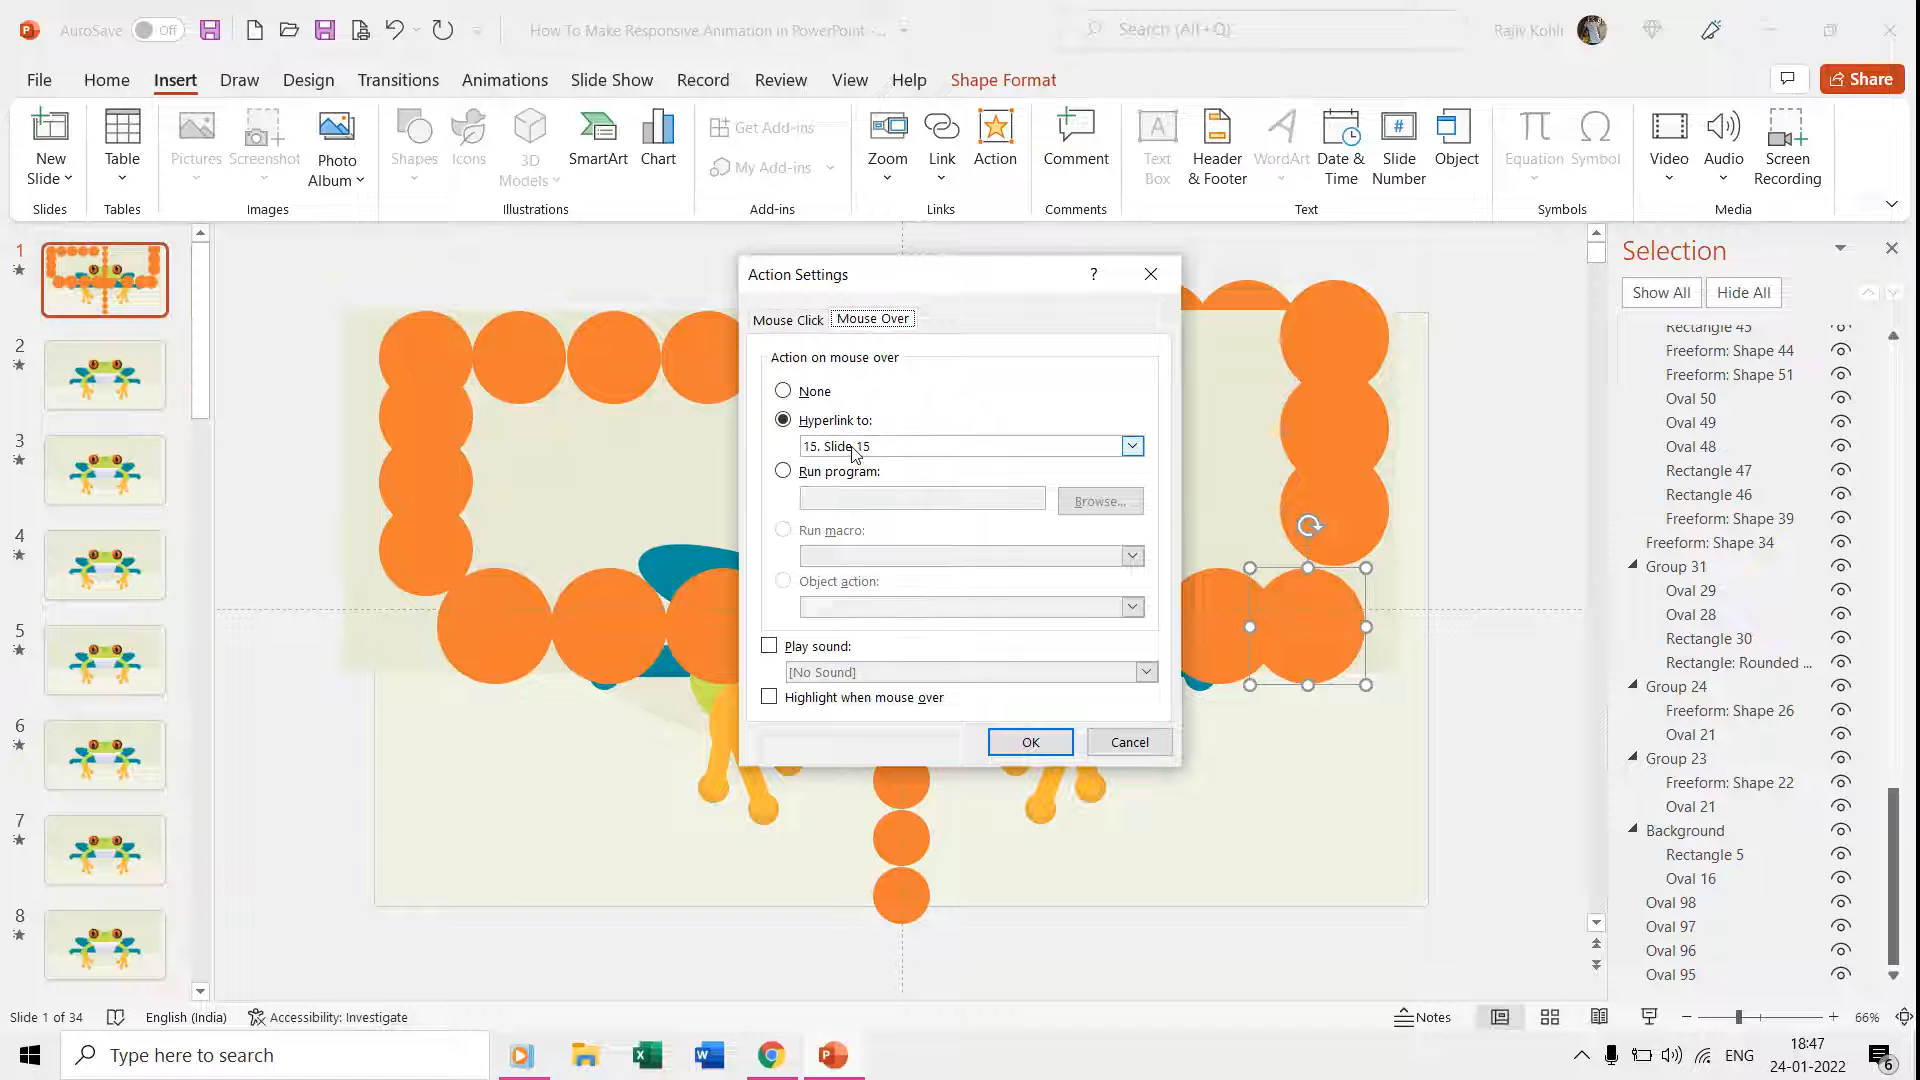 AutoSave Off How To Make Responsive Animation in PowerPoint -... Search (Alt+Q) Rajiv Kohli
File Home Insert Draw Design Transitions Animations Slide Show Record Review View Help Shape Format Share
New Slide
Table
Pictures
Screenshot
Photo Album
Shapes
Icons
3D Models
SmartArt
Chart
Get Add-ins
My Add-ins
Zoom
Link
Action
Comment
Text Box
Header & Footer
WordArt
Date & Time
Slide Number
Object
Equation
Symbol
Video
Audio
Screen Recording
Slides Tables Images Illustrations Add-ins Links Comments Text Symbols Media
1
2
3
4
5
6
7
8
Action Settings ?
Mouse Click Mouse Over
Action on mouse over
None
Hyperlink to:
15. Slide 15
Run program:
Browse...
Run macro:
Object action:
Play sound:
[No Sound]
Highlight when mouse over
OK Cancel
Selection
Show All Hide All
Rectangle 45
Freeform: Shape 44
Freeform: Shape 51
Oval 50
Oval 49
Oval 48
Rectangle 47
Rectangle 46
Freeform: Shape 39
Freeform: Shape 34
Group 31
Oval 29
Oval 28
Rectangle 30
Rectangle: Rounded ...
Group 24
Freeform: Shape 26
Oval 21
Group 23
Freeform: Shape 22
Oval 21
Background
Rectangle 5
Oval 16
Oval 98
Oval 97
Oval 96
Oval 95
Slide 1 of 34 English (India) Accessibility: Investigate Notes 66%
Type here to search ENG 18:47
24-01-2022 6